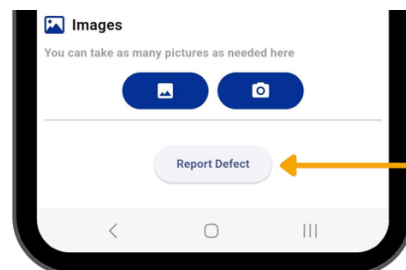 Images
You can take as many pictures as needed here
Report Defect